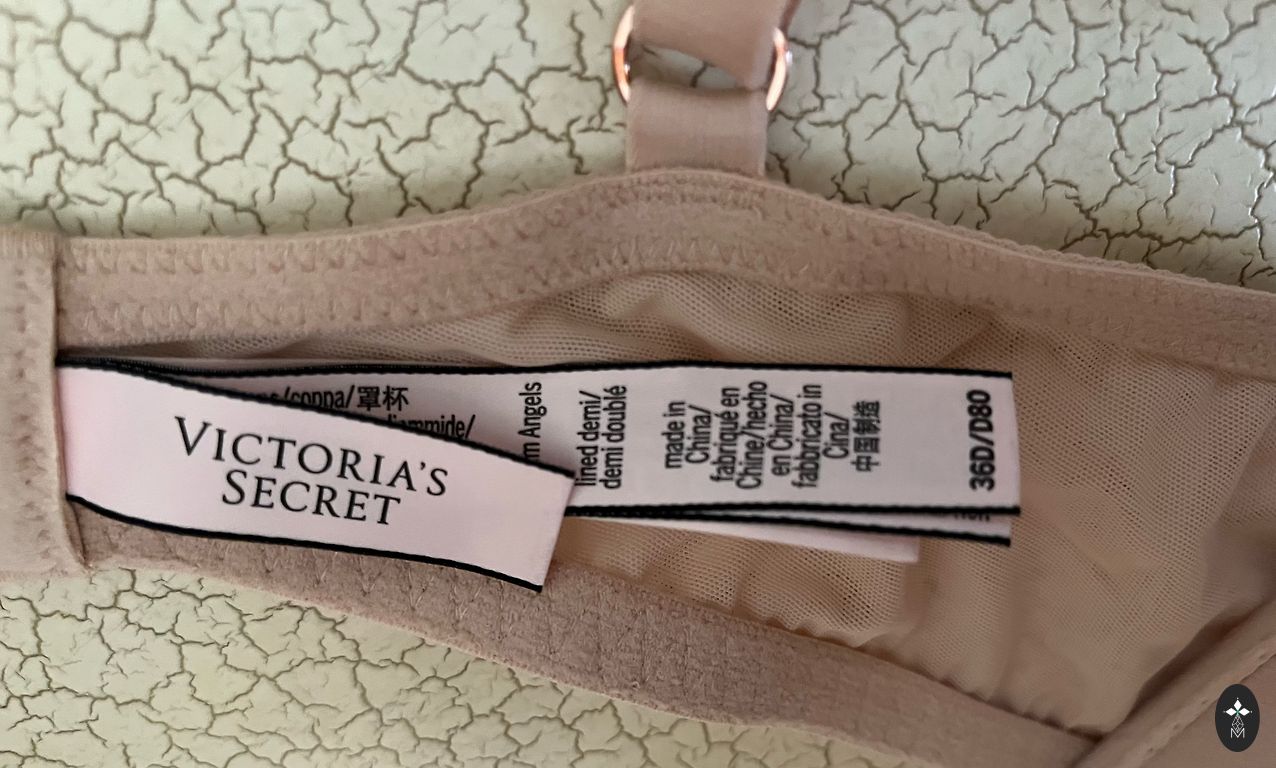 VICTORIA'S
SECRET
/coppa/罩杯
Angels
lined demi/
demi doublé
made in
China/
fabriqué en
Chine/hecho
en China/
fabbricato in
Cina/
中国制造
36D/D80
M